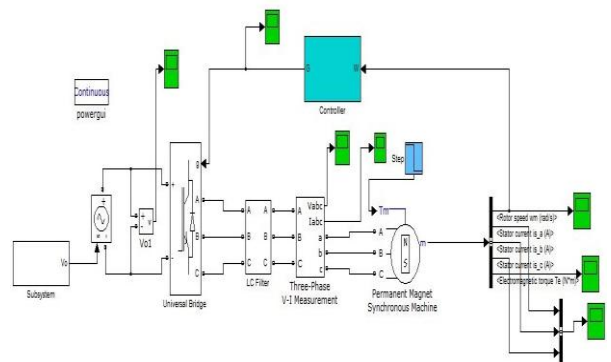 Continuous
powergui
Controller
Step
Vo1
Vo
Subsystem
g
+
-
A
B
C
Universal Bridge
A A
B B
C C
LC Filter
Vabc
Iabc
A
a
B
b
C
c
Three-Phase
V-I Measurement
Tm
A
B
C
N
S
m
Permanent Magnet
Synchronous Machine
<Rotor speed wm (rad/s)>
<Stator current is_a (A)>
<Stator current is_b (A)>
<Stator current is_c (A)>
<Electromagnetic torque Te (N*m)>